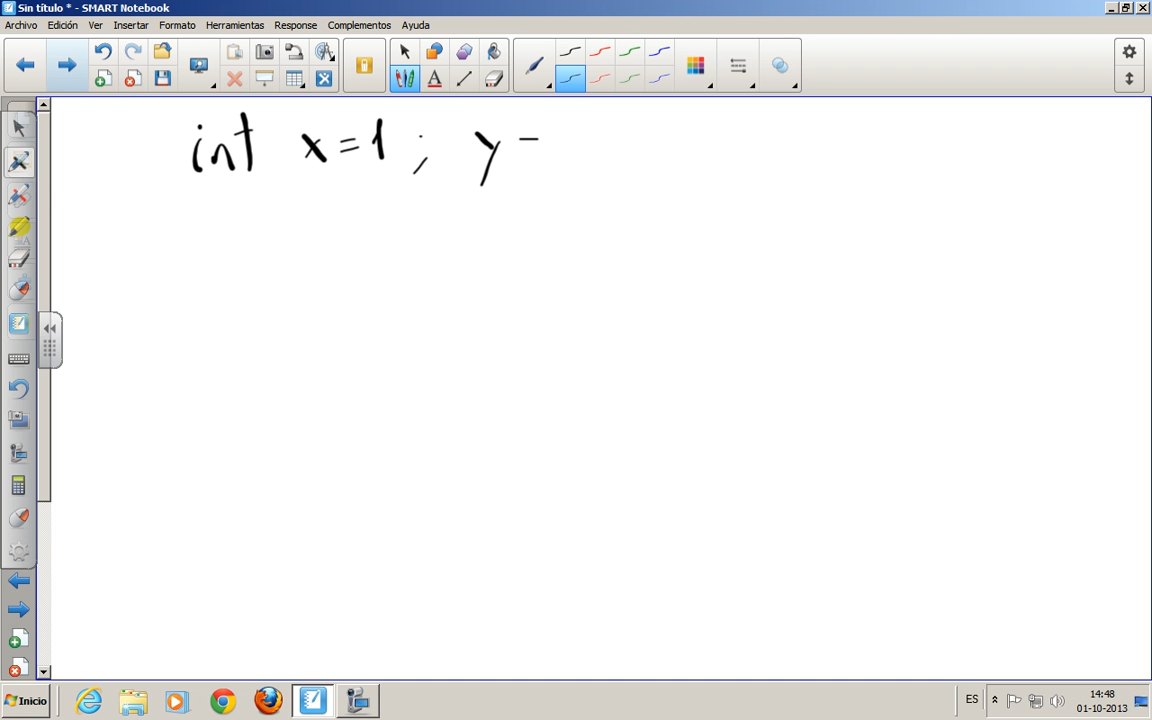 Sin título * - SMART Notebook
Archivo Edición Ver Insertar Formato Herramientas Response Complementos Ayuda
int x=1 ; y -
Inicio
ES
14:48
01-10-2013